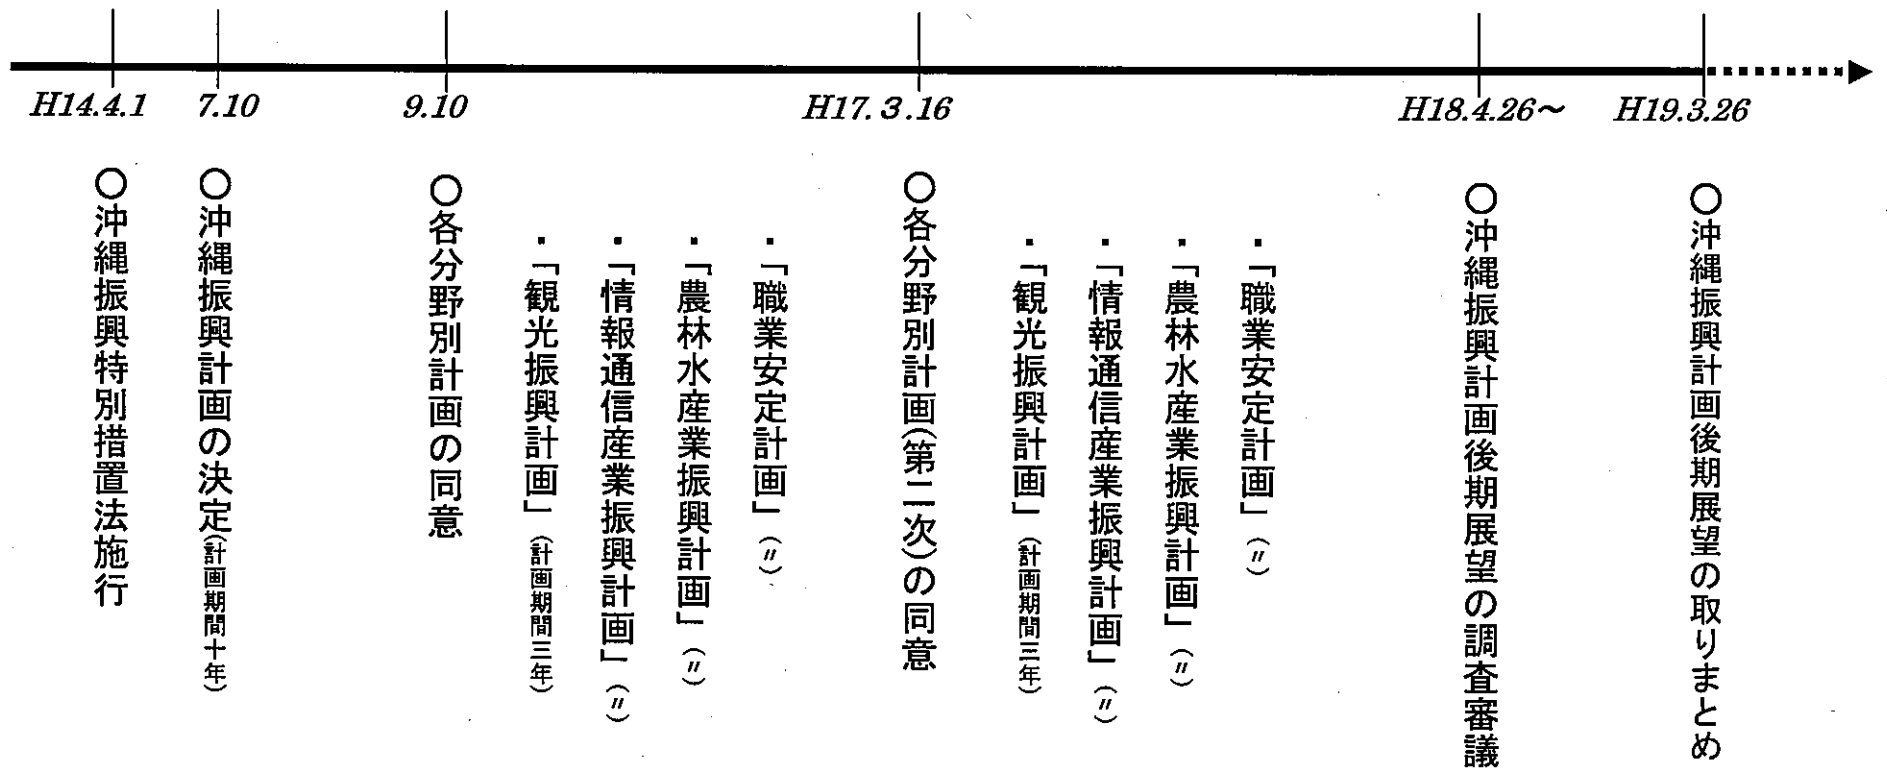 H14.4.1
7.10
9.10
H17.3.16
H18.4.26～
H19.3.26
○沖縄振興特別措置法施行
○沖縄振興計画の決定(計画期間十年)
○各分野別計画の同意
・「観光振興計画」(計画期間三年)
・「情報通信産業振興計画」(〃)
・「農林水産業振興計画」(〃)
・「職業安定計画」(〃)
○各分野別計画(第二次)の同意
・「観光振興計画」(計画期間三年)
・「情報通信産業振興計画」(〃)
・「農林水産業振興計画」(〃)
・「職業安定計画」(〃)
○沖縄振興計画後期展望の調査審議
○沖縄振興計画後期展望の取りまとめ